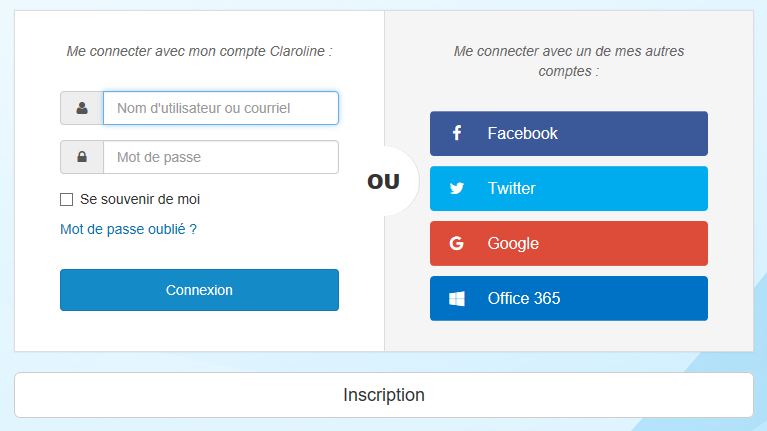 Me connecter avec mon compte Claroline :
Nom d'utilisateur ou courriel
Mot de passe
Se souvenir de moi
Mot de passe oublié ?
Connexion
OU
Me connecter avec un de mes autres
comptes :
Facebook
Twitter
Google
Office 365
Inscription